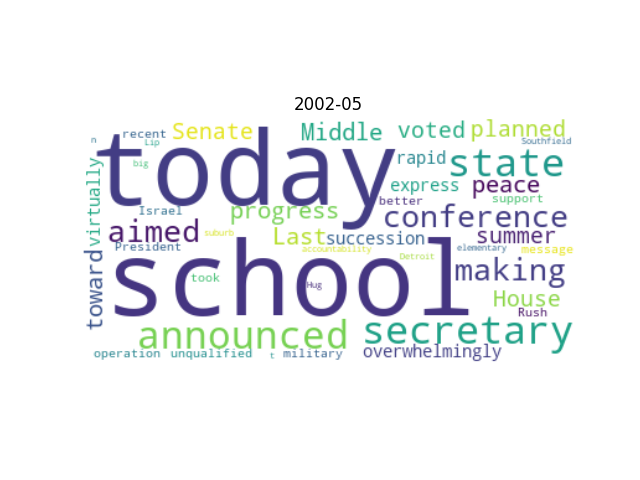 2002-05
recent Senate Middle voted planned
n Lip Southfield
today rapid state
big express peace
virtually better support
Israel progress conference
aimed suburb Last succession summer
President accountability elementary message
toward school Detroit making
took Hug House
Rush
announced secretary
operation unqualified t military overwhelmingly